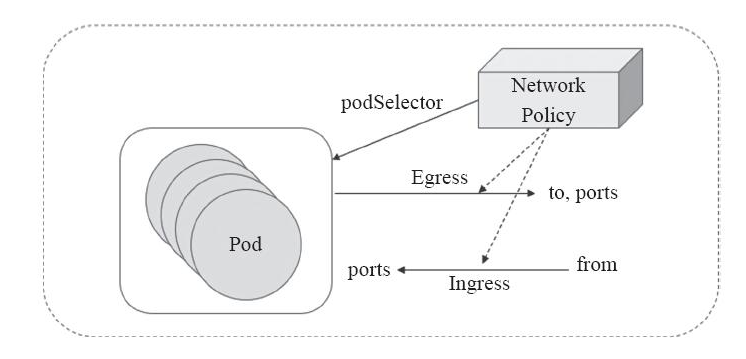 Network
Policy
podSelector
Egress
to, ports
Pod
ports
from
Ingress